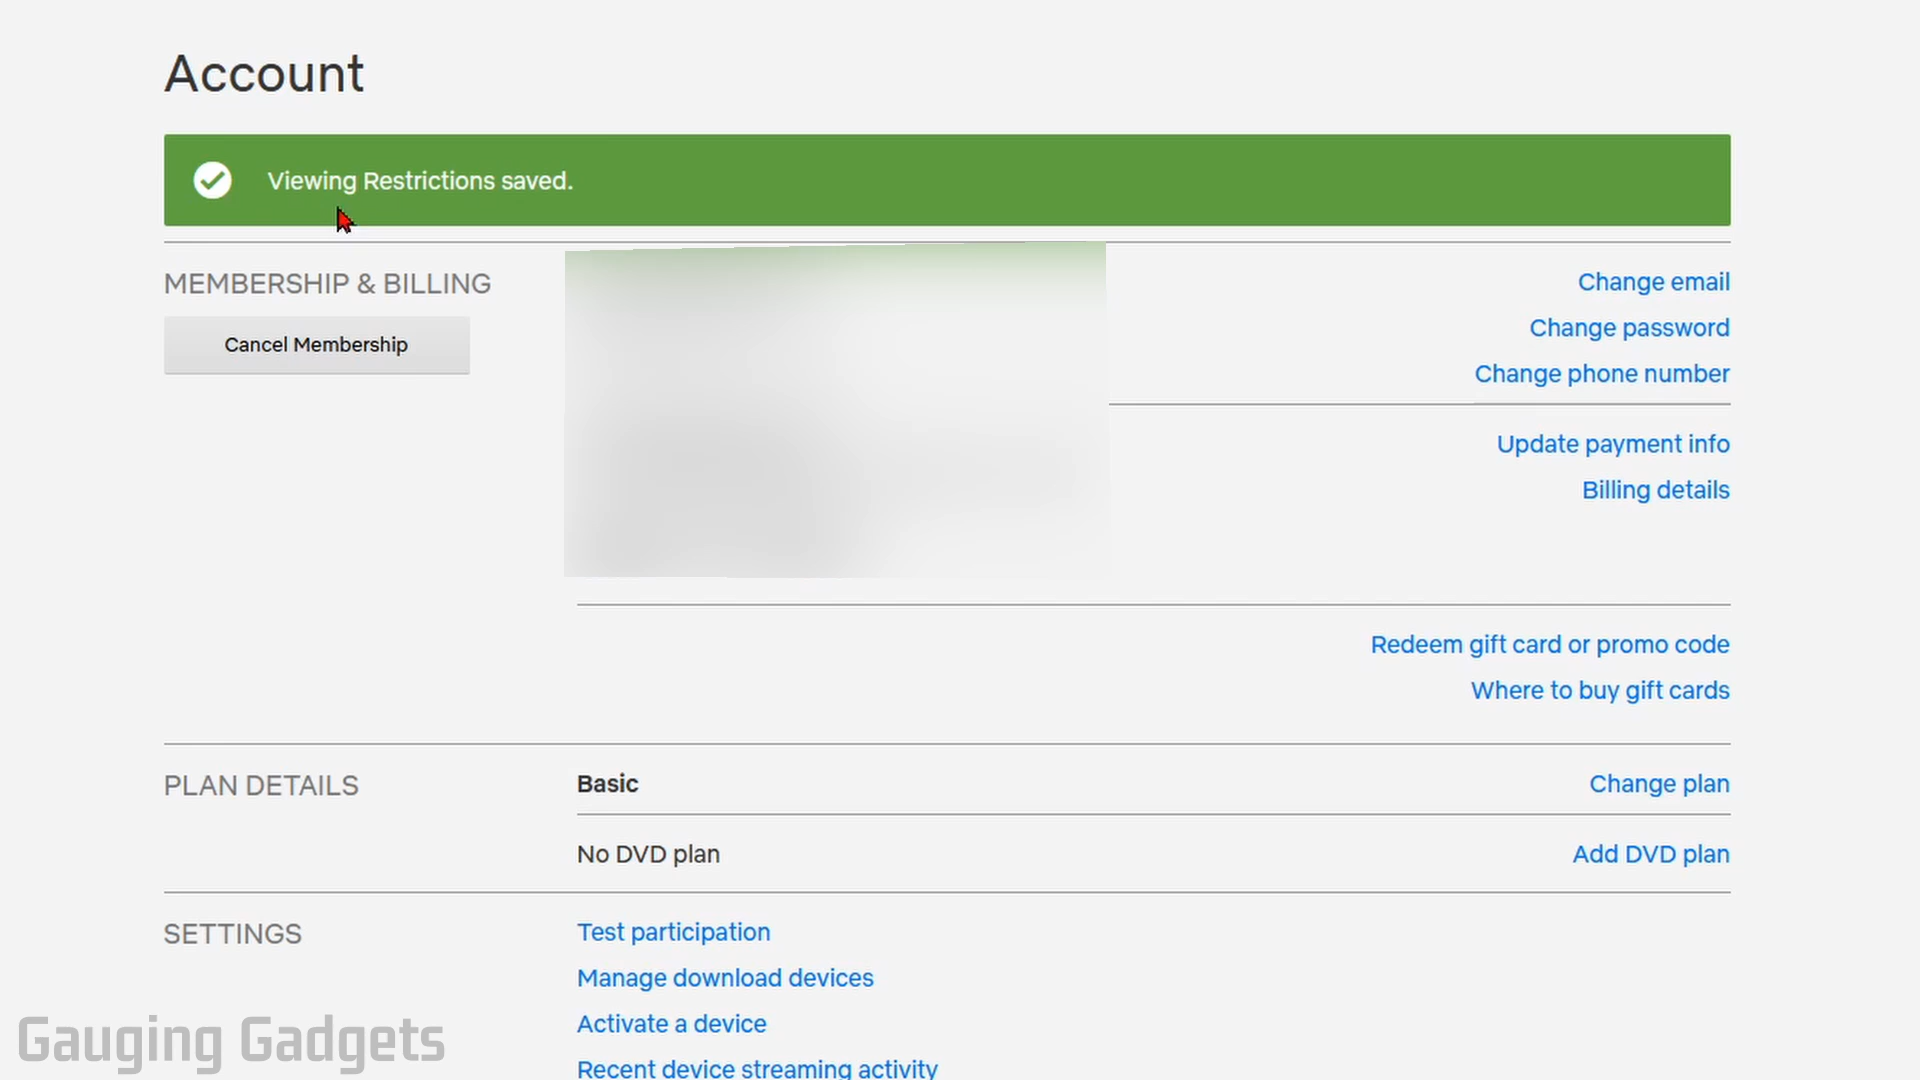 Account
Viewing Restrictions saved.
MEMBERSHIP & BILLING
Cancel Membership
Change email
Change password
Change phone number
Update payment info
Billing details
Redeem gift card or promo code
Where to buy gift cards
PLAN DETAILS
Basic
Change plan
No DVD plan
Add DVD plan
SETTINGS
Test participation
Manage download devices
Activate a device
Recent device streaming activity
Gauging Gadgets